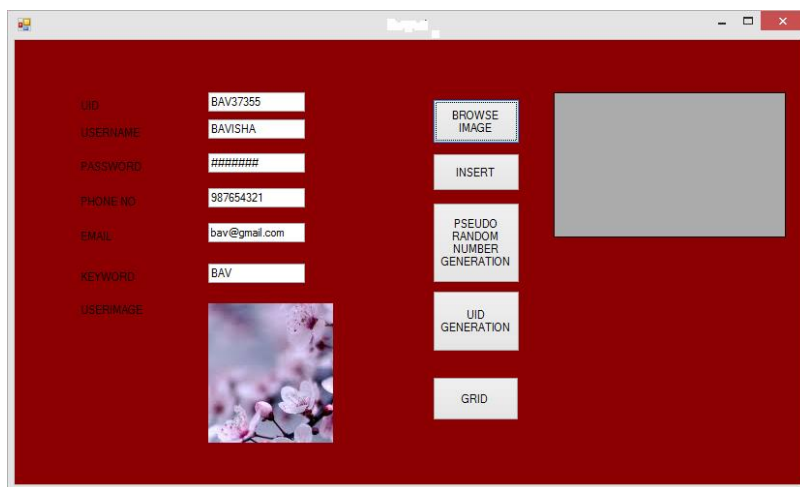 UID
BAV37355
USERNAME
BAVISHA
PASSWORD
#######
PHONE NO
987654321
EMAIL
bav@gmail.com
KEYWORD
BAV
USERIMAGE
BROWSE
IMAGE
INSERT
PSEUDO
RANDOM
NUMBER
GENERATION
UID
GENERATION
GRID